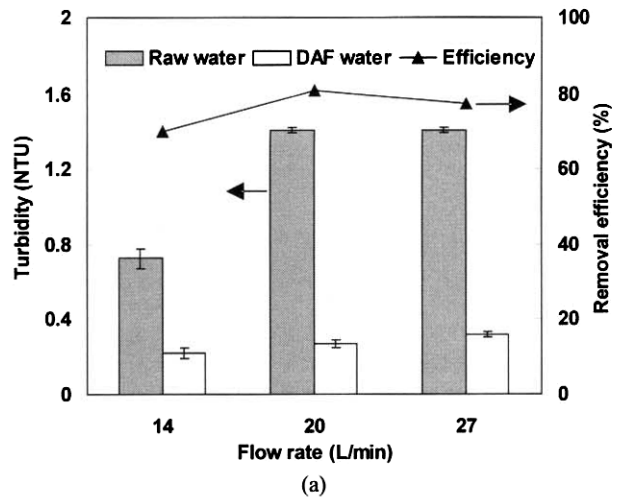 2 100
Raw water DAF water Efficiency
1.6 80
1.2 60
0.8 40
0.4 20
0 0
Turbidity (NTU)
Removal efficiency (%)
14 20 27
Flow rate (L/min)
(a)